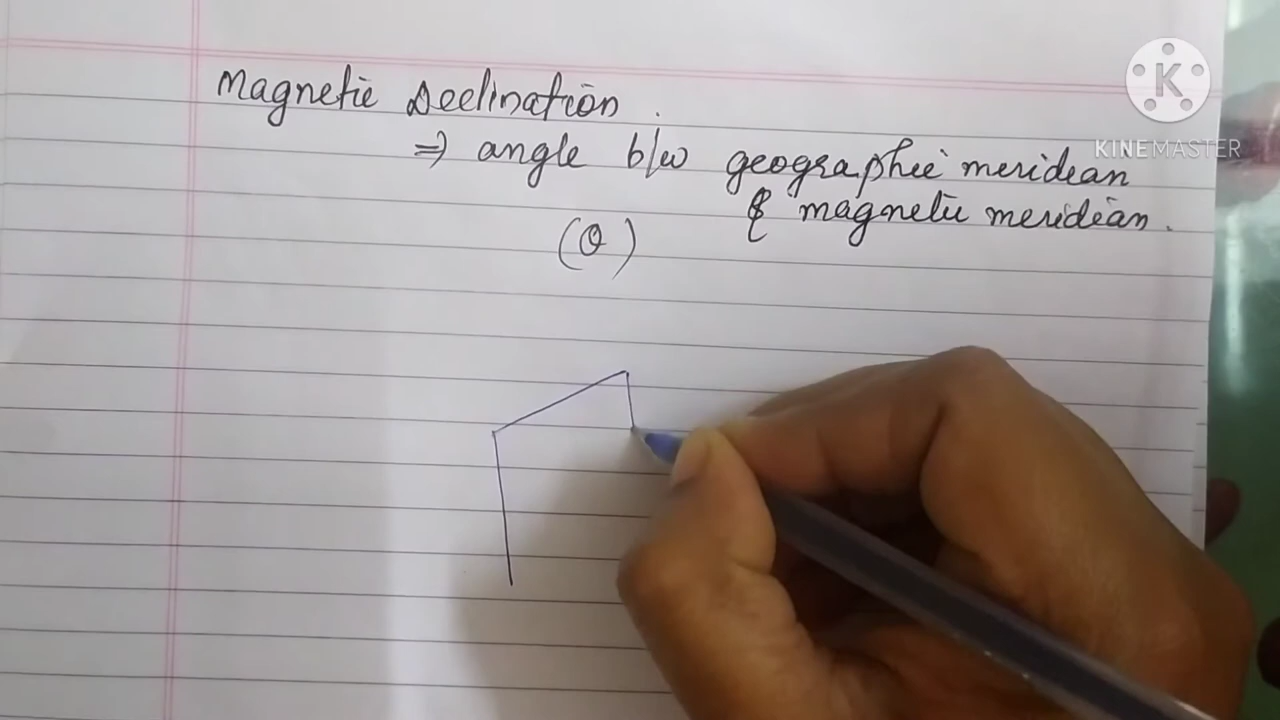 Magnetic Declination.
⇒ angle b/w geographic meridean
& magnetic meridean.
(θ)
K
KINEMASTER